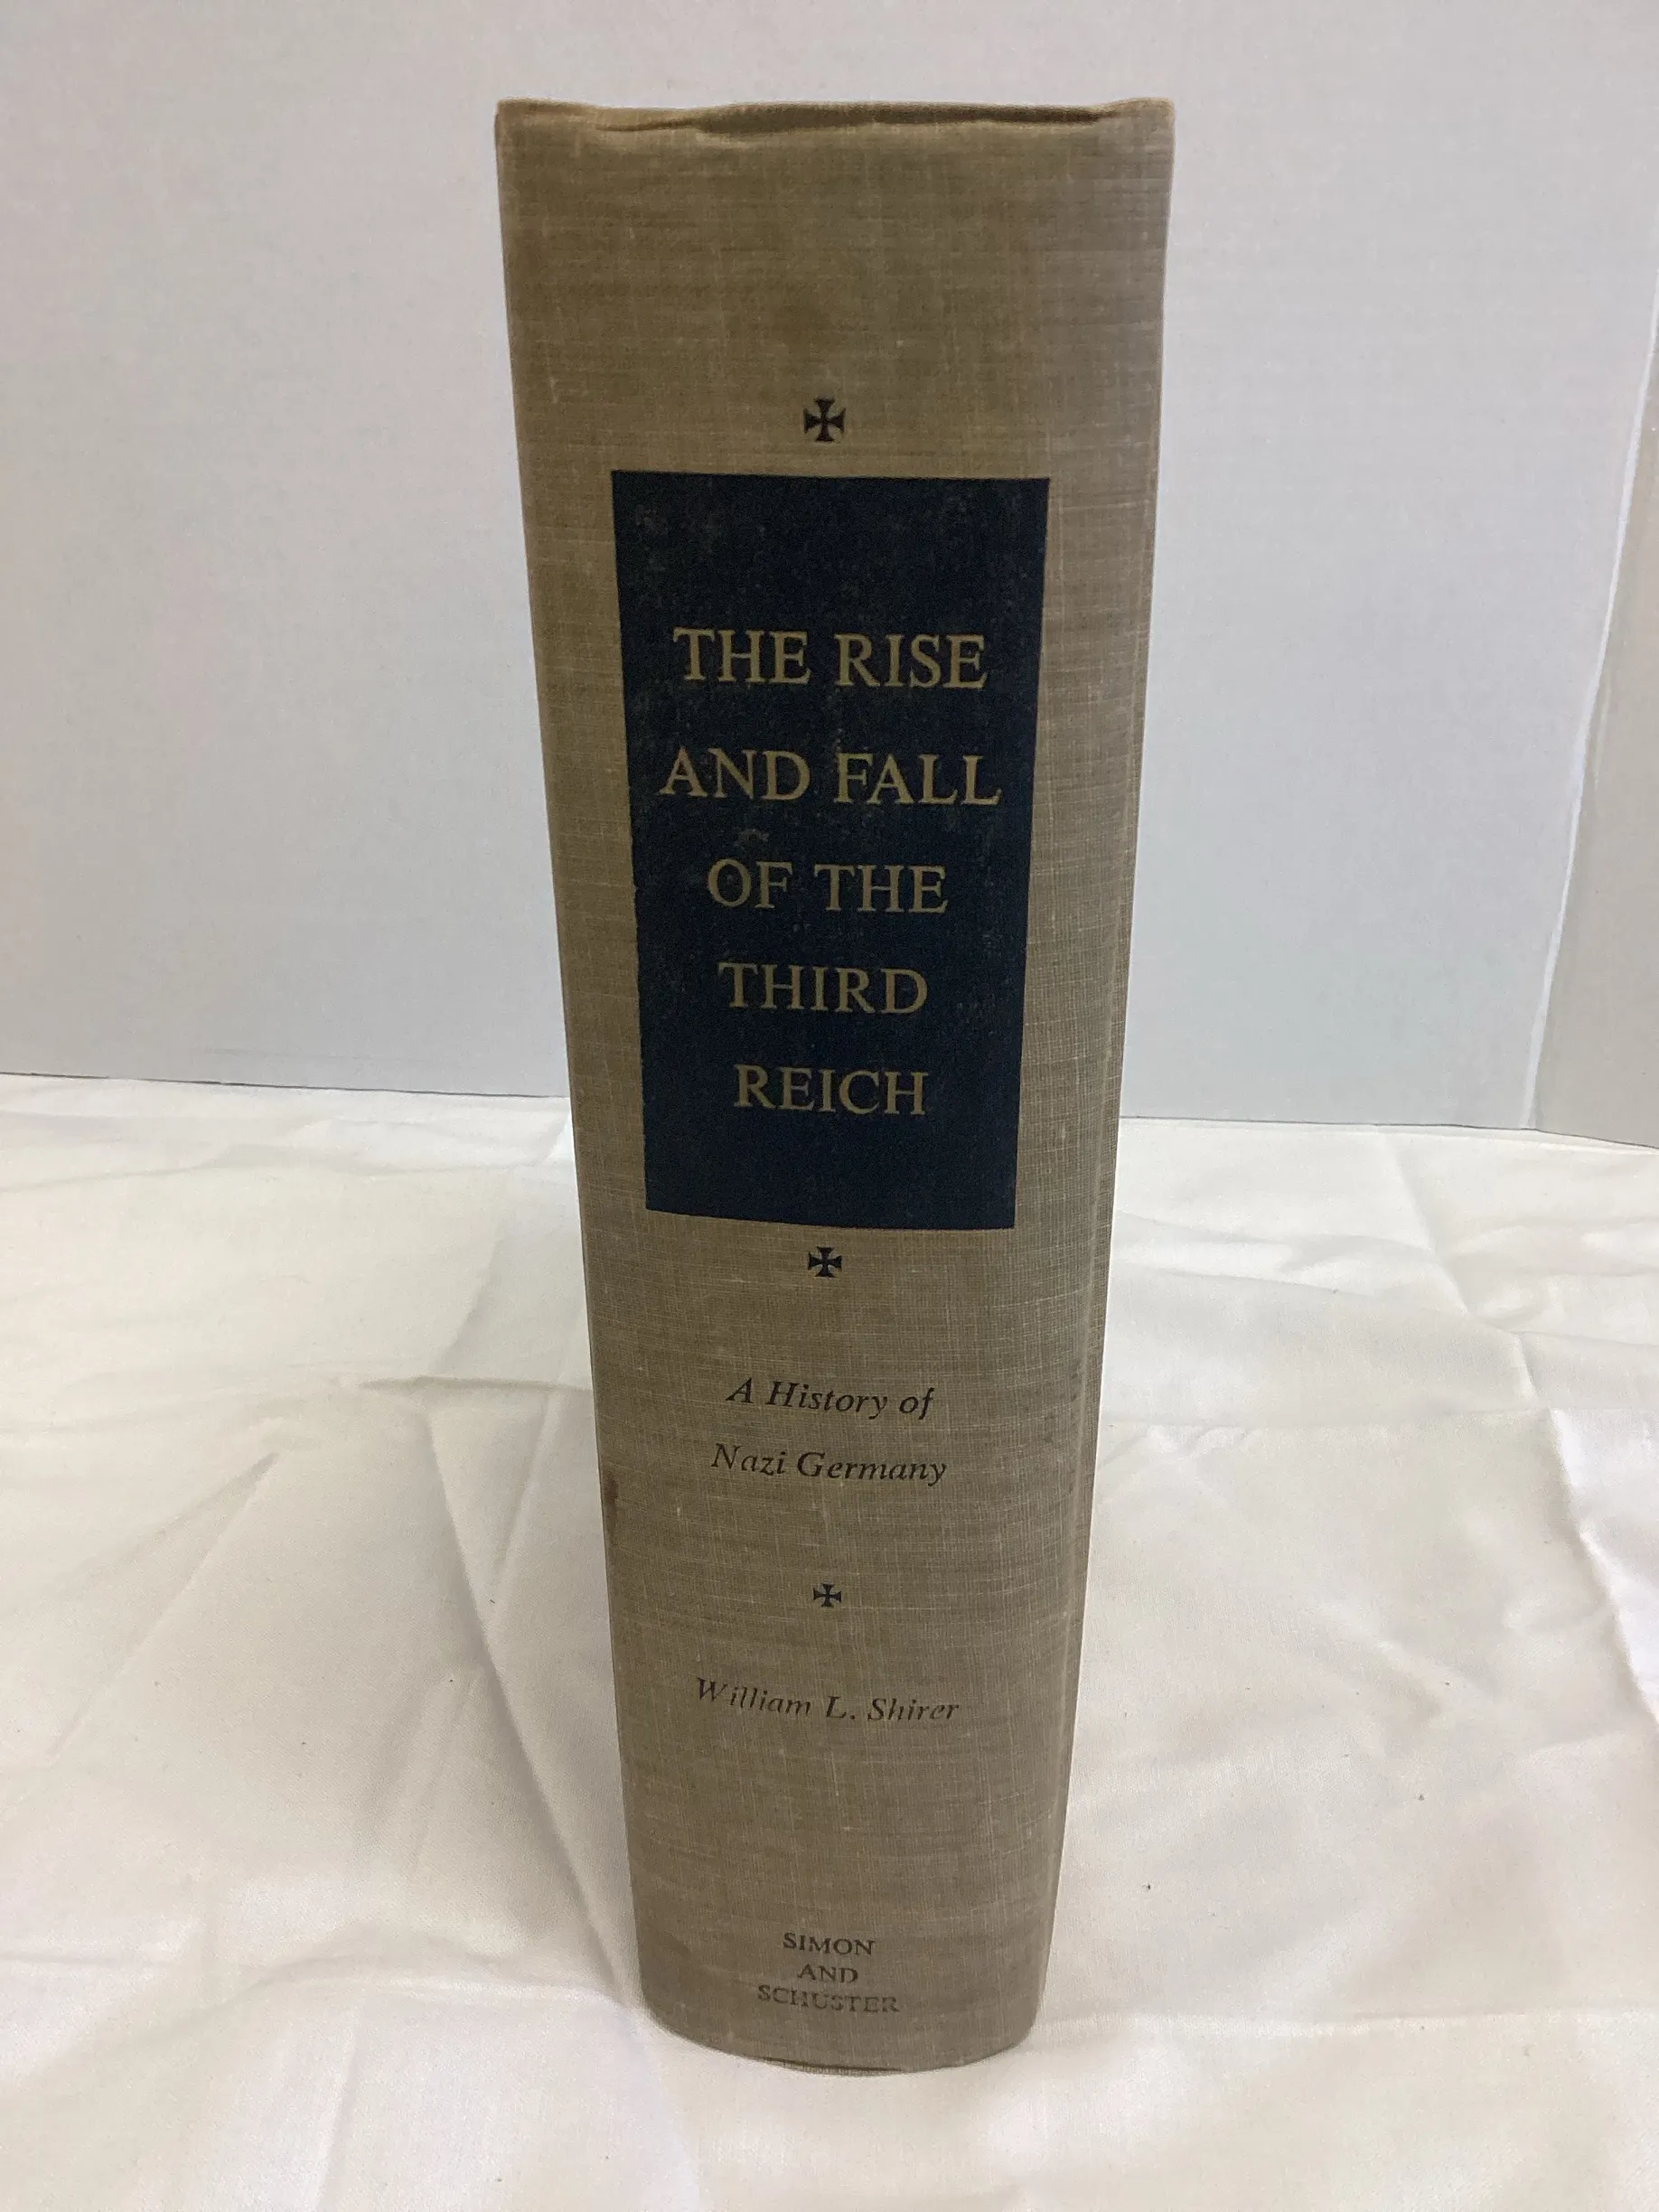 THE RISE
AND FALL
OF THE
THIRD
REICH
A History of
Nazi Germany
William L. Shirer
SIMON
AND
SCHUSTER